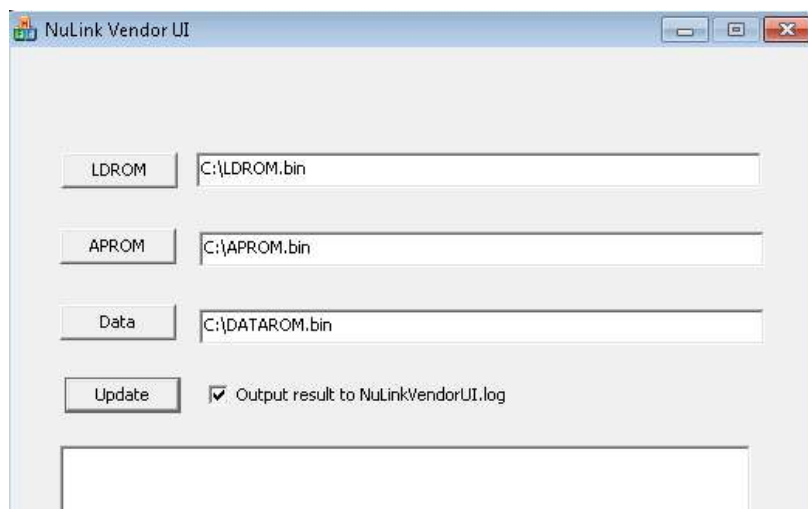 NuLink Vendor UI
LDROM C:\LDROM.bin
APROM C:\APROM.bin
Data C:\DATAROM.bin
Update Output result to NuLinkVendorUI.log